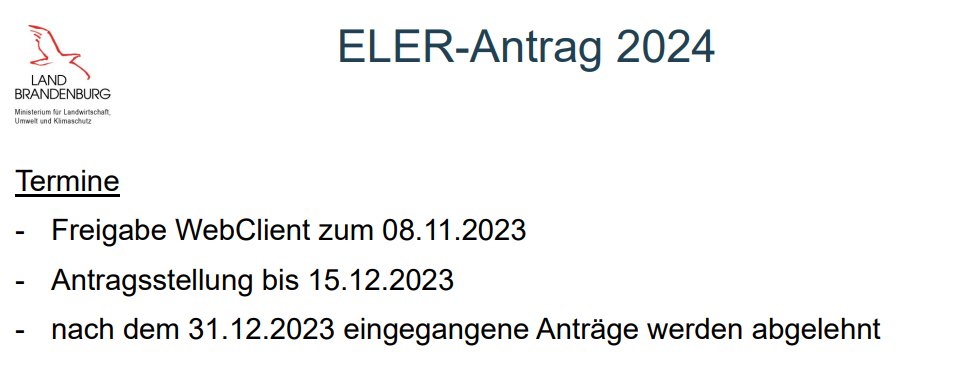 ELER-Antrag 2024
LAND
BRANDENBURG
Ministerium für Landwirtschaft,
Umwelt und Klimaschutz
Termine
- Freigabe WebClient zum 08.11.2023
- Antragsstellung bis 15.12.2023
- nach dem 31.12.2023 eingegangene Anträge werden abgelehnt